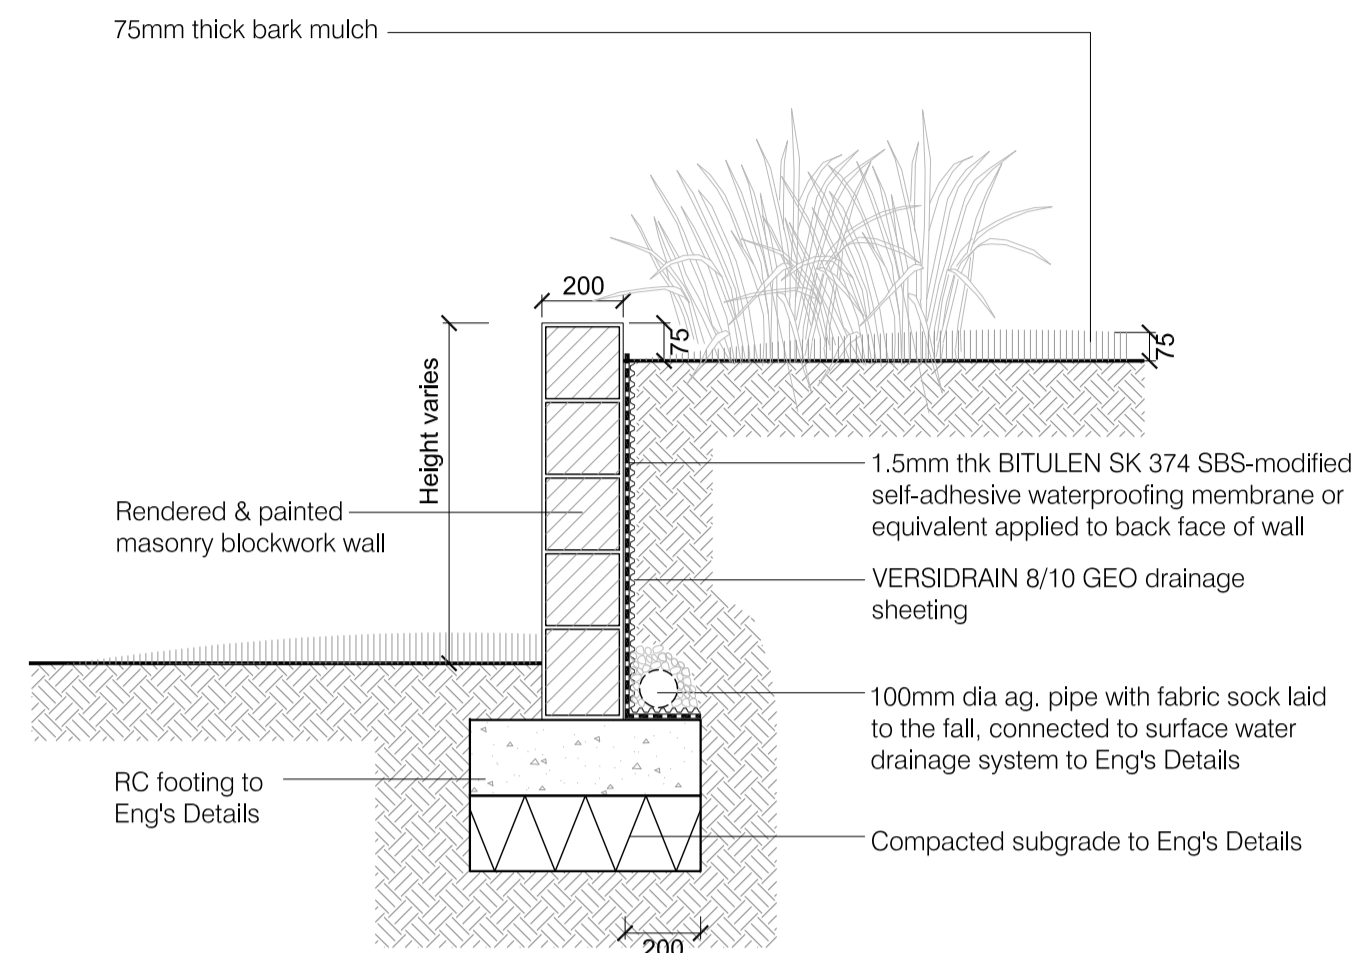 75mm thick bark mulch
200
75
75
Height varies
1.5mm thk BITULEN SK 374 SBS-modified
self-adhesive waterproofing membrane or
equivalent applied to back face of wall
Rendered & painted
masonry blockwork wall
VERSIDRAIN 8/10 GEO drainage
sheeting
100mm dia ag. pipe with fabric sock laid
to the fall, connected to surface water
drainage system to Eng's Details
RC footing to
Eng's Details
Compacted subgrade to Eng's Details
200